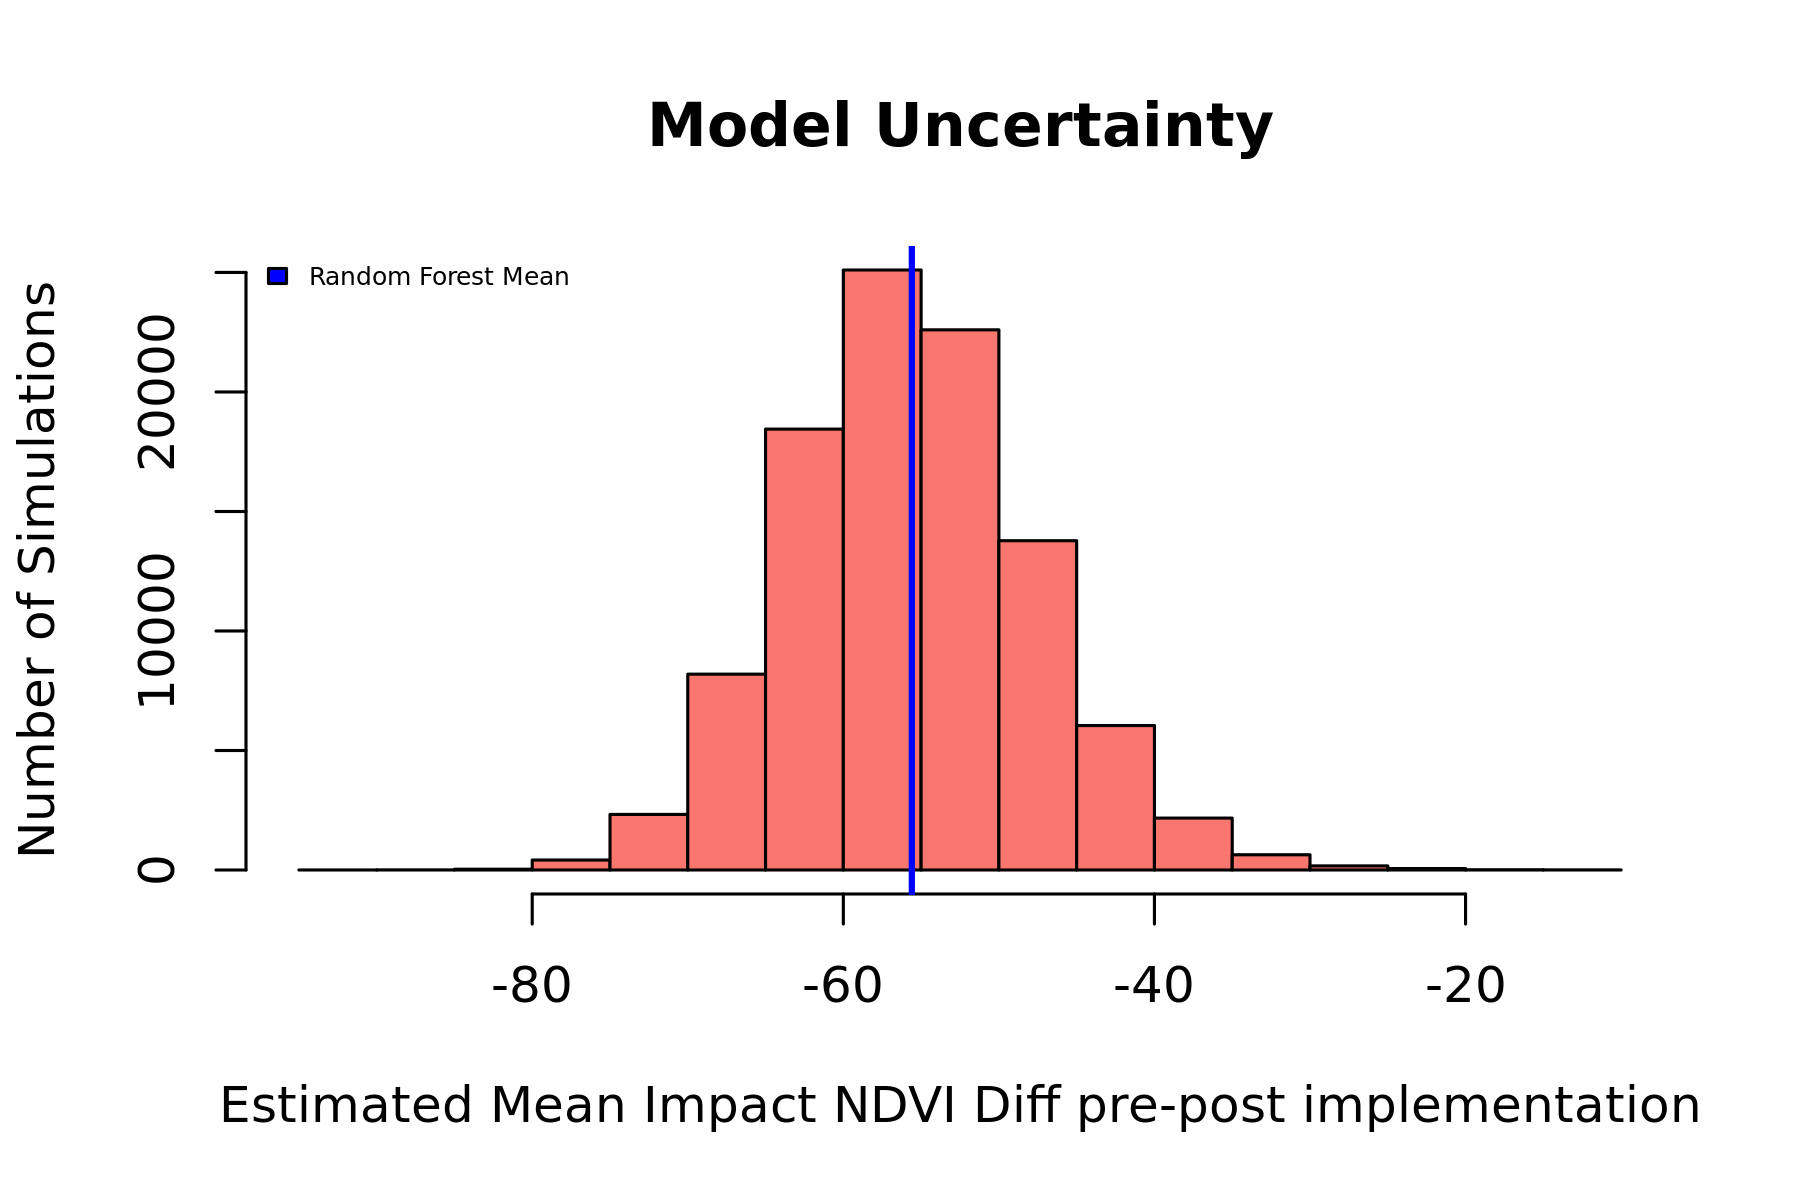 Model Uncertainty
Random Forest Mean
Number of Simulations
20000
10000
0
-80 -60 -40 -20
Estimated Mean Impact NDVI Diff pre-post implementation